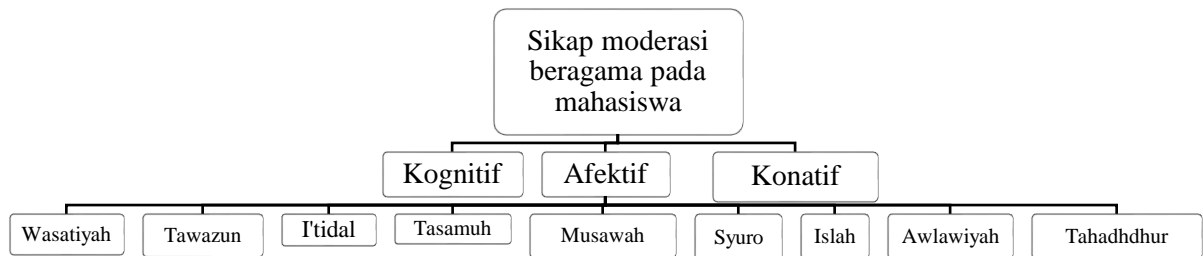 Sikap moderasi
beragama pada
mahasiswa
Kognitif
Afektif
Konatif
Wasatiyah
Tawazun
I'tidal
Tasamuh
Musawah
Syuro
Islah
Awlawiyah
Tahadhdhur